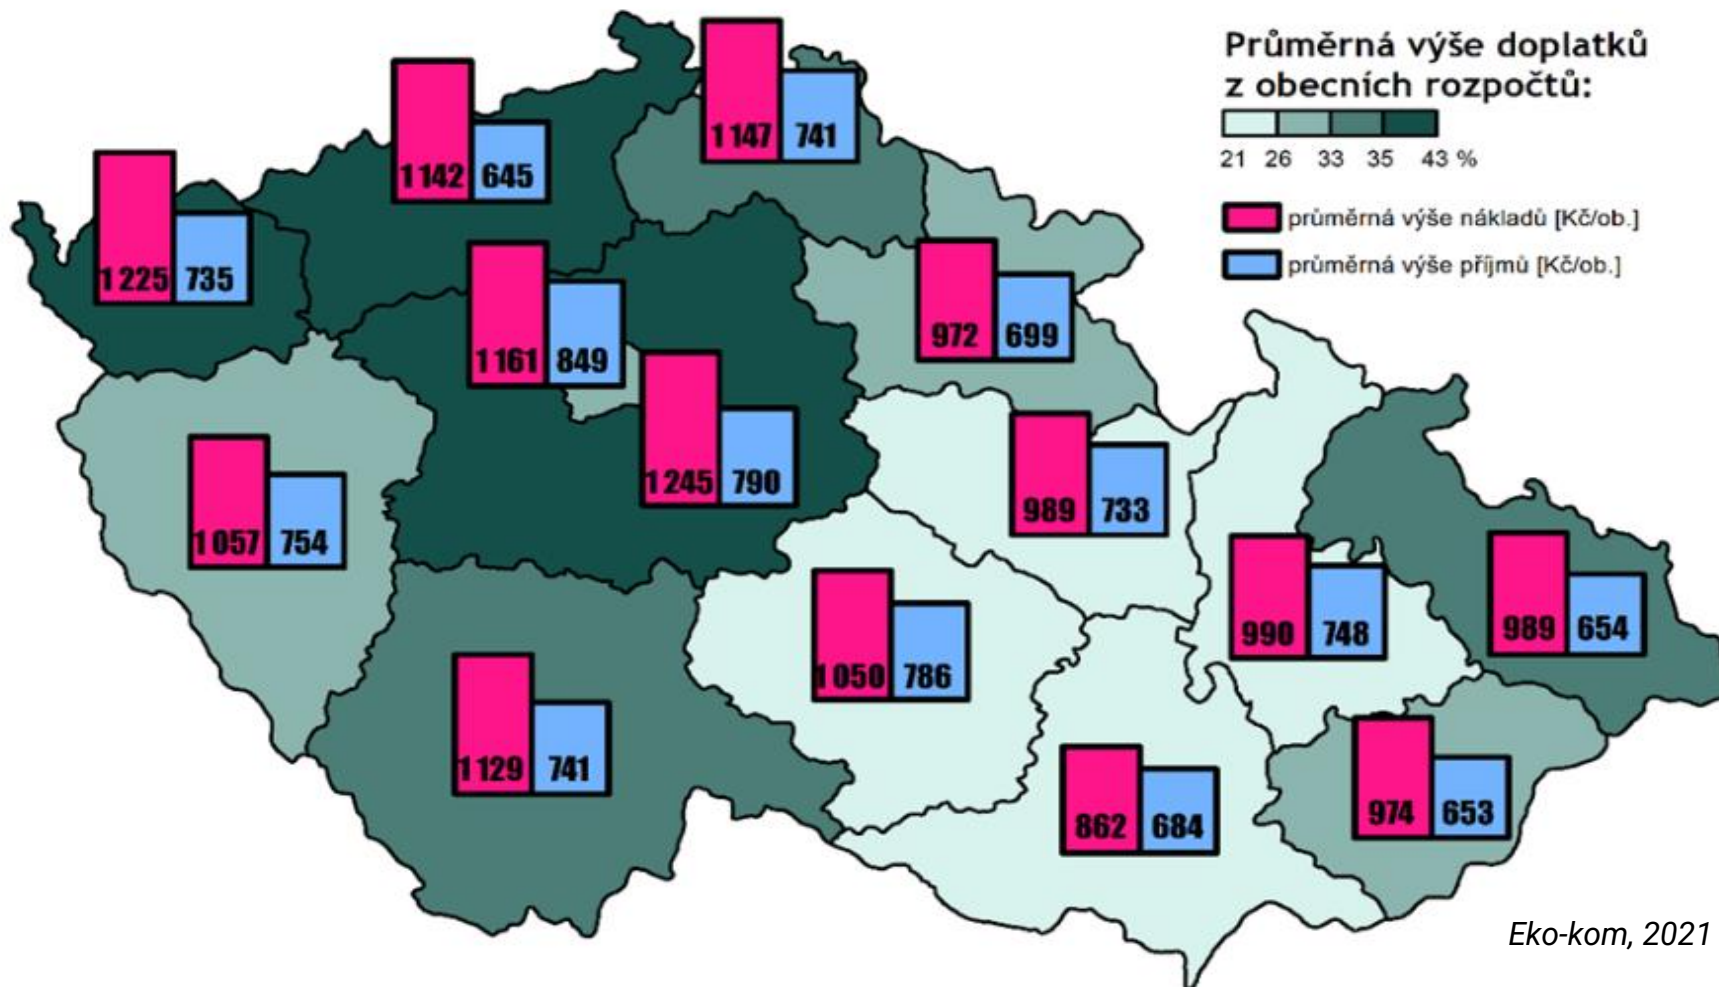 Průměrná výše doplatků
z obecních rozpočtů:
21 26 33 35 43 %
průměrná výše nákladů [Kč/ob.]
průměrná výše příjmů [Kč/ob.]
1 147 741
1 142 645
1 225 735
1 161 849
972 699
1 245 790
989 733
1 057 754
990 748
989 654
1 050 786
1 129 741
862 684
974 653
Eko-kom, 2021